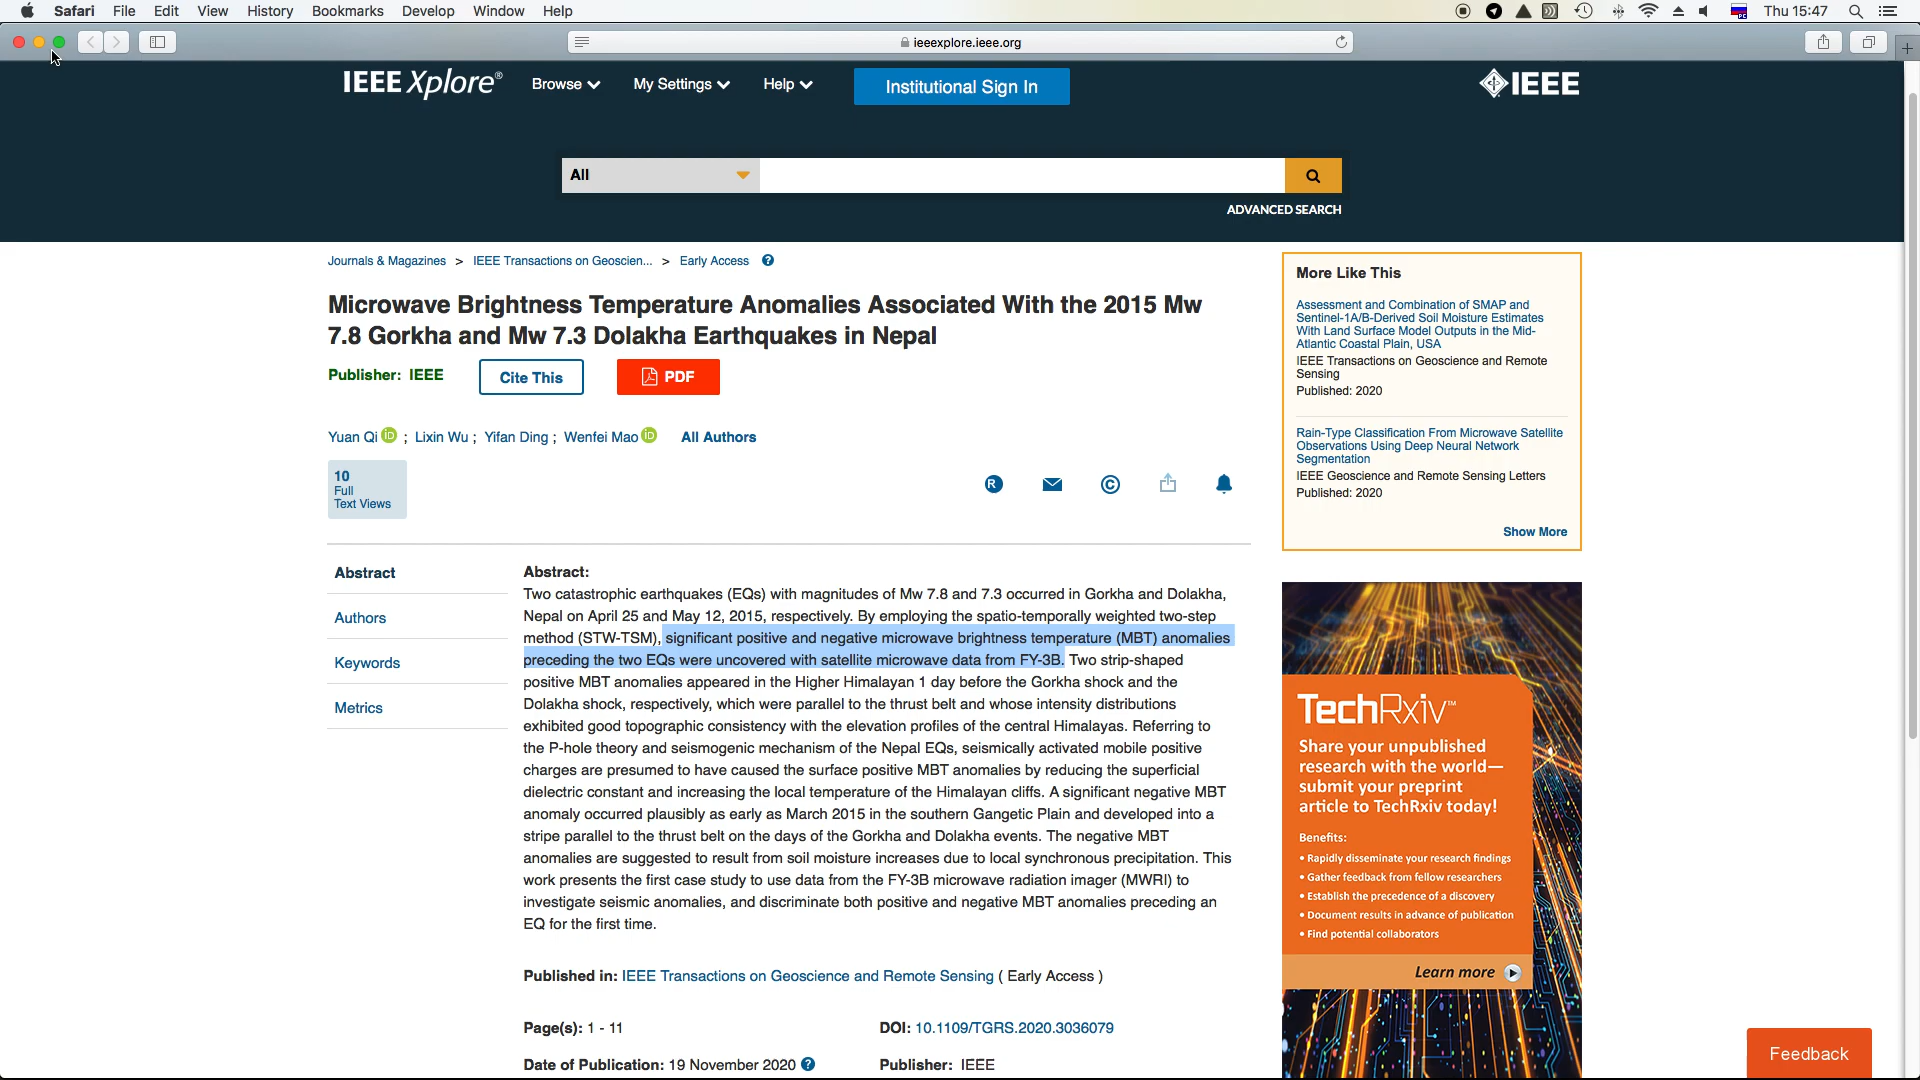 Safari File Edit View History Bookmarks Develop Window Help Thu 15:47
ieeexplore.ieee.org
IEEE Xplore® Browse My Settings Help Institutional Sign In IEEE
All
ADVANCED SEARCH
Journals & Magazines > IEEE Transactions on Geoscien... > Early Access ?
Microwave Brightness Temperature Anomalies Associated With the 2015 Mw
7.8 Gorkha and Mw 7.3 Dolakha Earthquakes in Nepal
Publisher: IEEE Cite This PDF
Yuan Qi iD ; Lixin Wu ; Yifan Ding ; Wenfei Mao iD All Authors
10
Full
Text Views
R ©
Abstract
Authors
Keywords
Metrics
Abstract:
Two catastrophic earthquakes (EQs) with magnitudes of Mw 7.8 and 7.3 occurred in Gorkha and Dolakha,
Nepal on April 25 and May 12, 2015, respectively. By employing the spatio-temporally weighted two-step
method (STW-TSM), significant positive and negative microwave brightness temperature (MBT) anomalies
preceding the two EQs were uncovered with satellite microwave data from FY-3B. Two strip-shaped
positive MBT anomalies appeared in the Higher Himalayan 1 day before the Gorkha shock and the
Dolakha shock, respectively, which were parallel to the thrust belt and whose intensity distributions
exhibited good topographic consistency with the elevation profiles of the central Himalayas. Referring to
the P-hole theory and seismogenic mechanism of the Nepal EQs, seismically activated mobile positive
charges are presumed to have caused the surface positive MBT anomalies by reducing the superficial
dielectric constant and increasing the local temperature of the Himalayan cliffs. A significant negative MBT
anomaly occurred plausibly as early as March 2015 in the southern Gangetic Plain and developed into a
stripe parallel to the thrust belt on the days of the Gorkha and Dolakha events. The negative MBT
anomalies are suggested to result from soil moisture increases due to local synchronous precipitation. This
work presents the first case study to use data from the FY-3B microwave radiation imager (MWRI) to
investigate seismic anomalies, and discriminate both positive and negative MBT anomalies preceding an
EQ for the first time.
Published in: IEEE Transactions on Geoscience and Remote Sensing ( Early Access )
Page(s): 1 - 11 DOI: 10.1109/TGRS.2020.3036079
Date of Publication: 19 November 2020 ? Publisher: IEEE
More Like This
Assessment and Combination of SMAP and
Sentinel-1A/B-Derived Soil Moisture Estimates
With Land Surface Model Outputs in the Mid-
Atlantic Coastal Plain, USA
IEEE Transactions on Geoscience and Remote
Sensing
Published: 2020
Rain-Type Classification From Microwave Satellite
Observations Using Deep Neural Network
Segmentation
IEEE Geoscience and Remote Sensing Letters
Published: 2020
Show More
TechRxiv™
Share your unpublished
research with the world—
submit your preprint
article to TechRxiv today!
Benefits:
• Rapidly disseminate your research findings
• Gather feedback from fellow researchers
• Establish the precedence of a discovery
• Document results in advance of publication
• Find potential collaborators
Learn more
Feedback